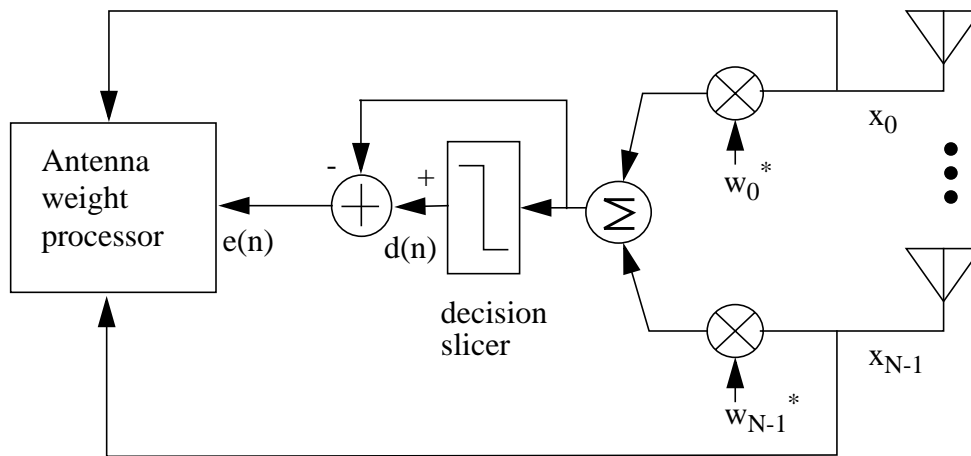 Antenna
weight
processor
e(n)
-
+
d(n)
decision
slicer
Σ
w0*
x0
wN-1*
xN-1